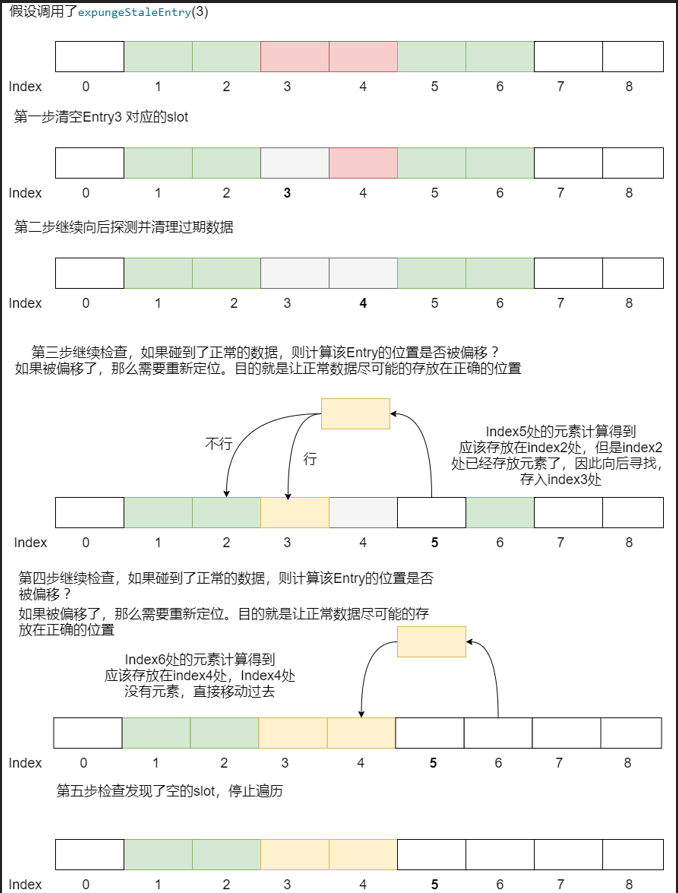 假设调用了expungeStaleEntry(3)
Index 0 1 2 3 4 5 6 7 8
第一步清空Entry3 对应的slot
Index 0 1 2 3 4 5 6 7 8
第二步继续向后探测并清理过期数据
Index 0 1 2 3 4 5 6 7 8
第三步继续检查，如果碰到了正常的数据，则计算该Entry的位置是否被偏移？
如果被偏移了，那么需要重新定位。目的就是让正常数据尽可能的存放在正确的位置
不行
行
Index5处的元素计算得到
应该存放在index2处，但是index2
处已经存放元素了，因此向后寻找，
存入index3处
Index 0 1 2 3 4 5 6 7 8
第四步继续检查，如果碰到了正常的数据，则计算该Entry的位置是否
被偏移？
如果被偏移了，那么需要重新定位。目的就是让正常数据尽可能的存
放在正确的位置
Index6处的元素计算得到
应该存放在index4处，Index4处
没有元素，直接移动过去
Index 0 1 2 3 4 5 6 7 8
第五步检查发现了空的slot，停止遍历
Index 0 1 2 3 4 5 6 7 8